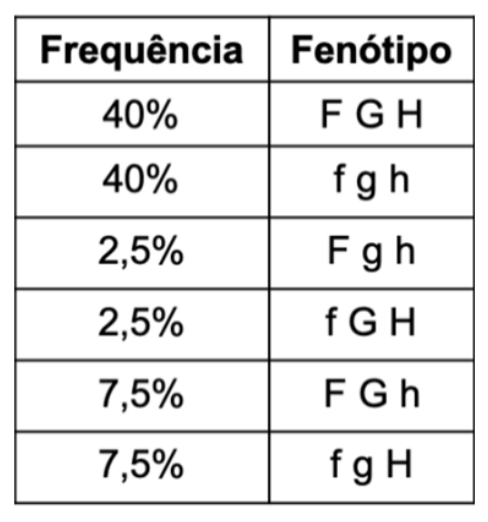 Frequência Fenótipo
40% F G H
40% f g h
2,5% F g h
2,5% f G H
7,5% F G h
7,5% f g H